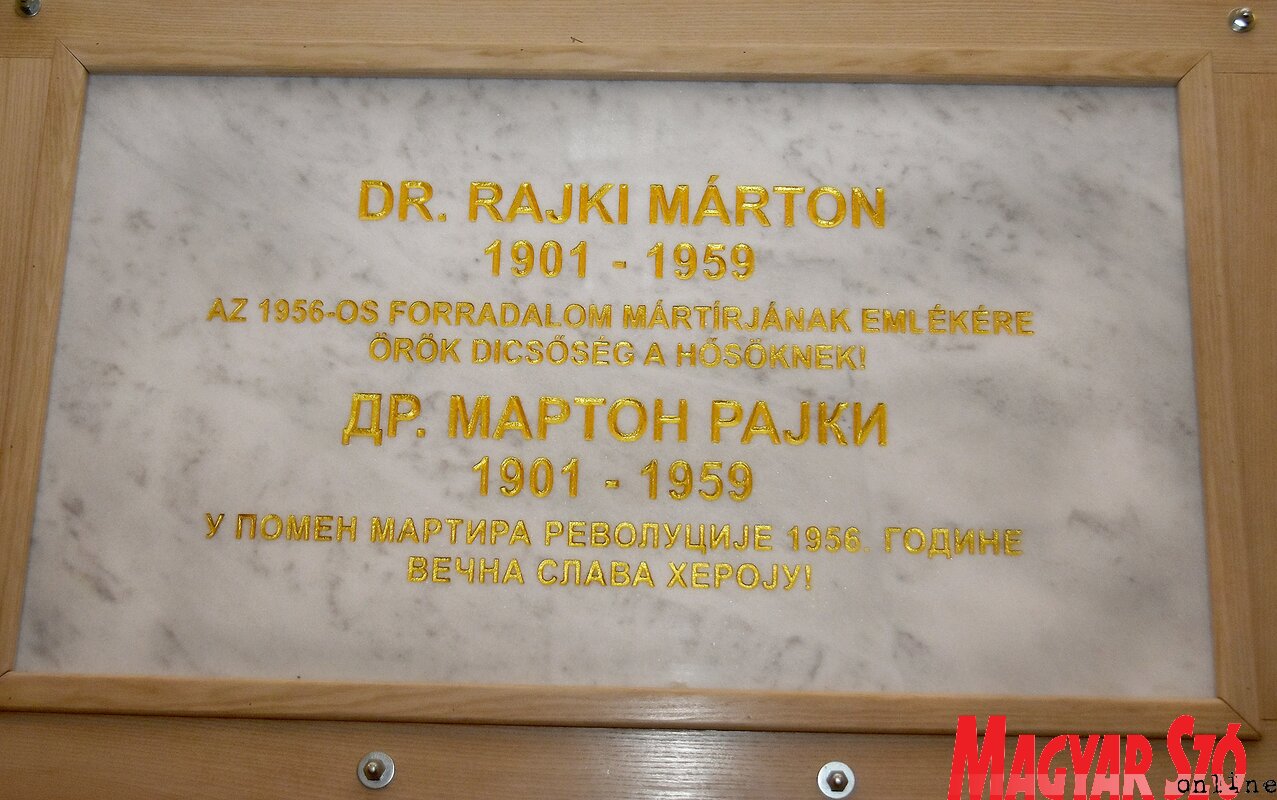 DR. RAJKI MÁRTON
1901 - 1959
AZ 1956-OS FORRADALOM MÁRTÍRJÁNAK EMLÉKÉRE
ÖRÖK DICSŐSÉG A HŐSÖKNEK!
ДР. МАРТОН РАЈКИ
1901 - 1959
У ПОМЕН МАРТИРА РЕВОЛУЦИЈЕ 1956. ГОДИНЕ
ВЕЧНА СЛАВА ХЕРОЈУ!
MAGYAR SZÓ
online